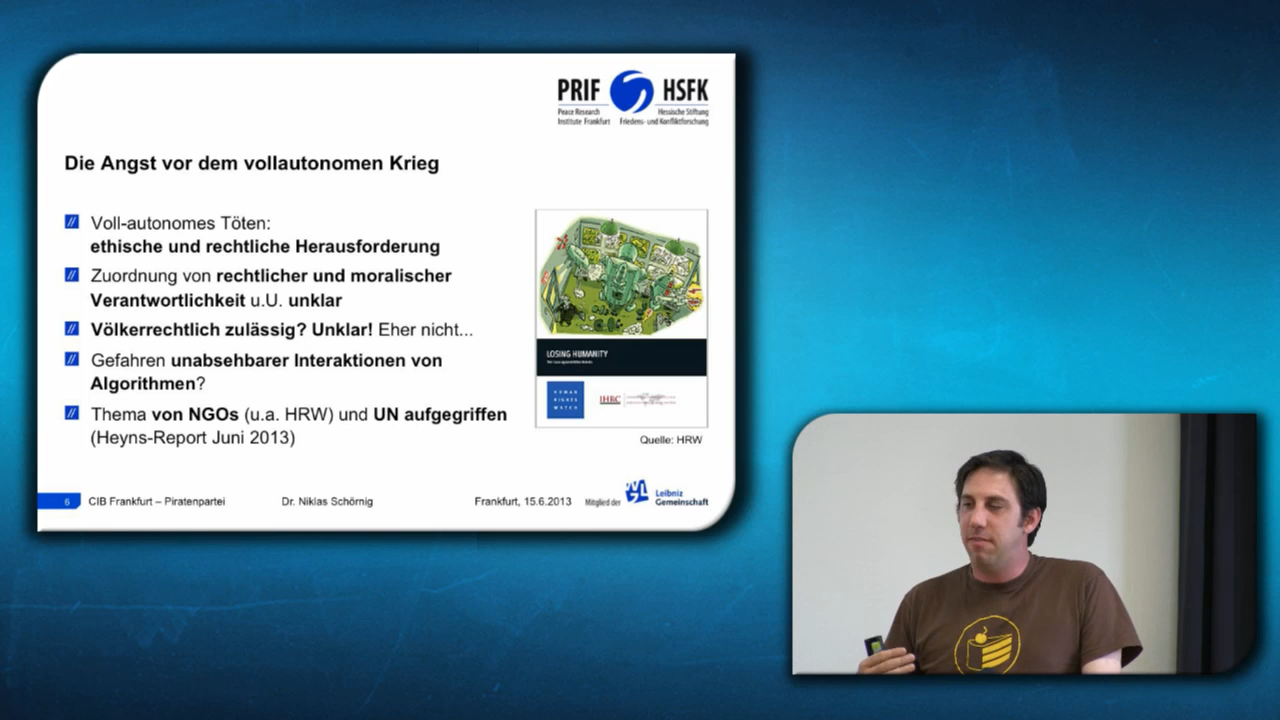 PRIF HSFK
Peace Research Hessische Stiftung
Institute Frankfurt Friedens- und Konfliktforschung
Die Angst vor dem vollautonomen Krieg
// Voll-autonomes Töten:
ethische und rechtliche Herausforderung
// Zuordnung von rechtlicher und moralischer
Verantwortlichkeit u.U. unklar
// Völkerrechtlich zulässig? Unklar! Eher nicht...
// Gefahren unabsehbarer Interaktionen von
Algorithmen?
// Thema von NGOs (u.a. HRW) und UN aufgegriffen
(Heyns-Report Juni 2013)
LOSING HUMANITY
HUMAN
RIGHTS
WATCH
IHRC
Quelle: HRW
6 CIB Frankfurt – Piratenpartei Dr. Niklas Schörnig Frankfurt, 15.6.2013 Mitglied der Leibniz
Gemeinschaft